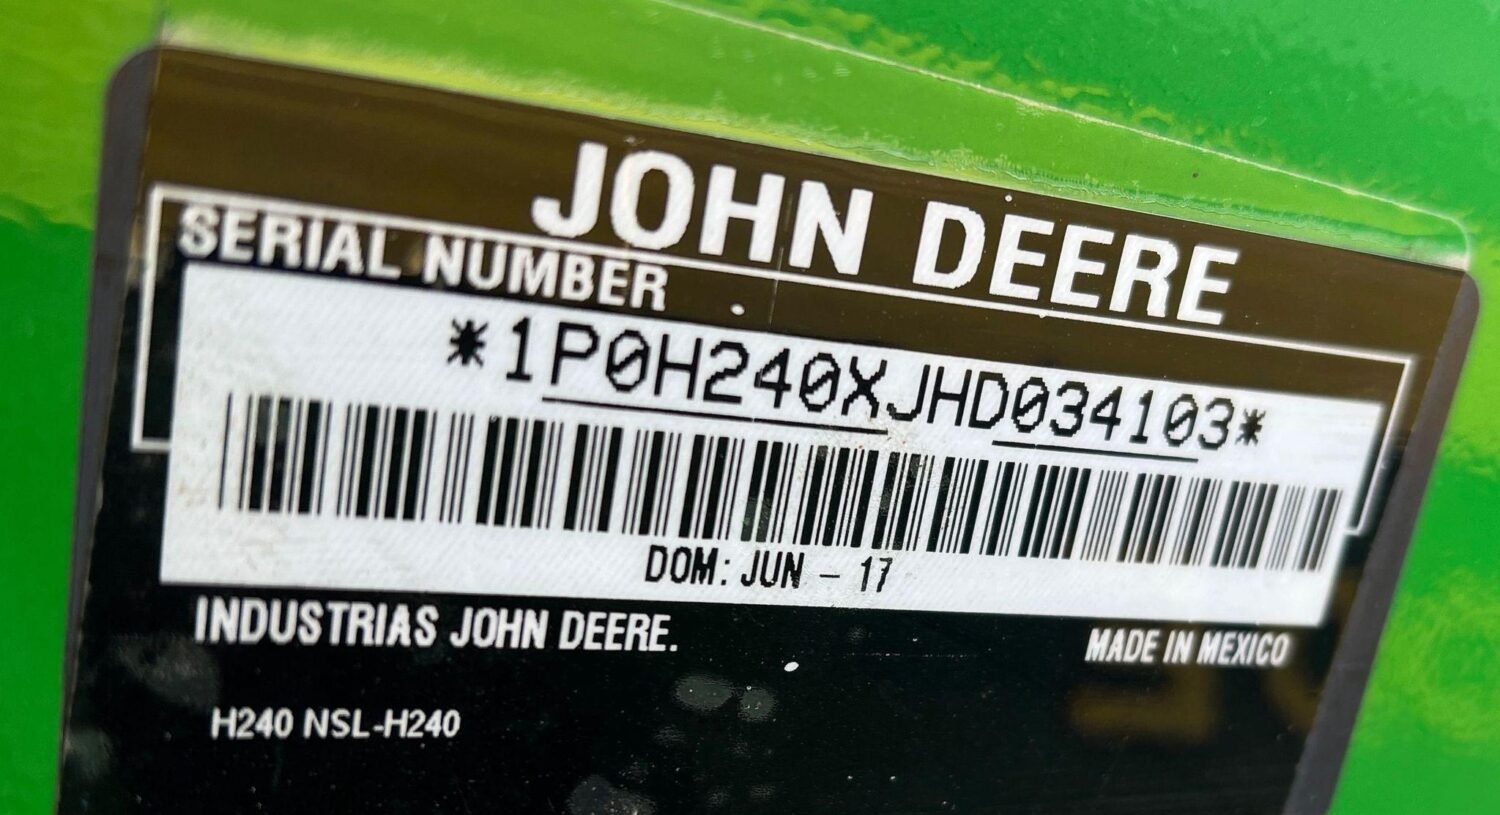 JOHN DEERE
SERIAL NUMBER
*1P0H240XJHD034103*
DOM: JUN - 17
INDUSTRIAS JOHN DEERE.
MADE IN MEXICO
H240 NSL-H240